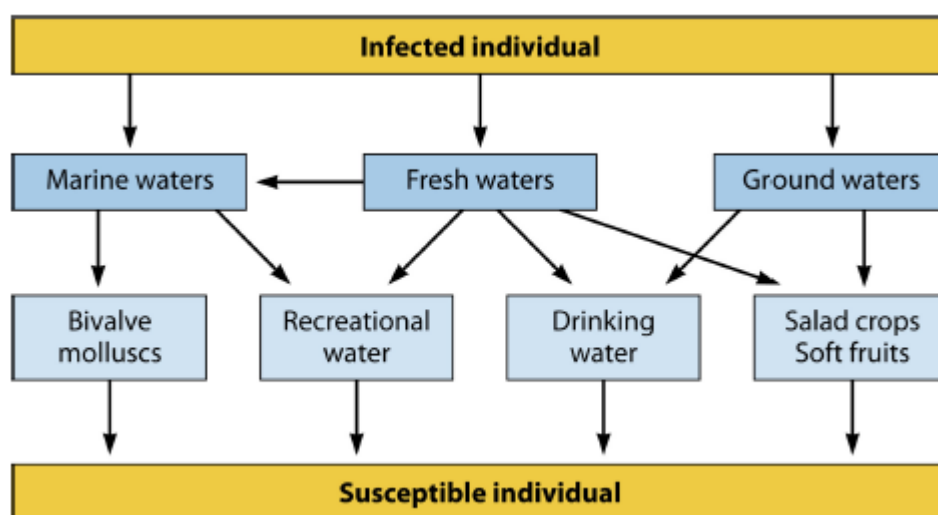 Infected individual
Marine waters
Fresh waters
Ground waters
Bivalve
molluscs
Recreational
water
Drinking
water
Salad crops
Soft fruits
Susceptible individual